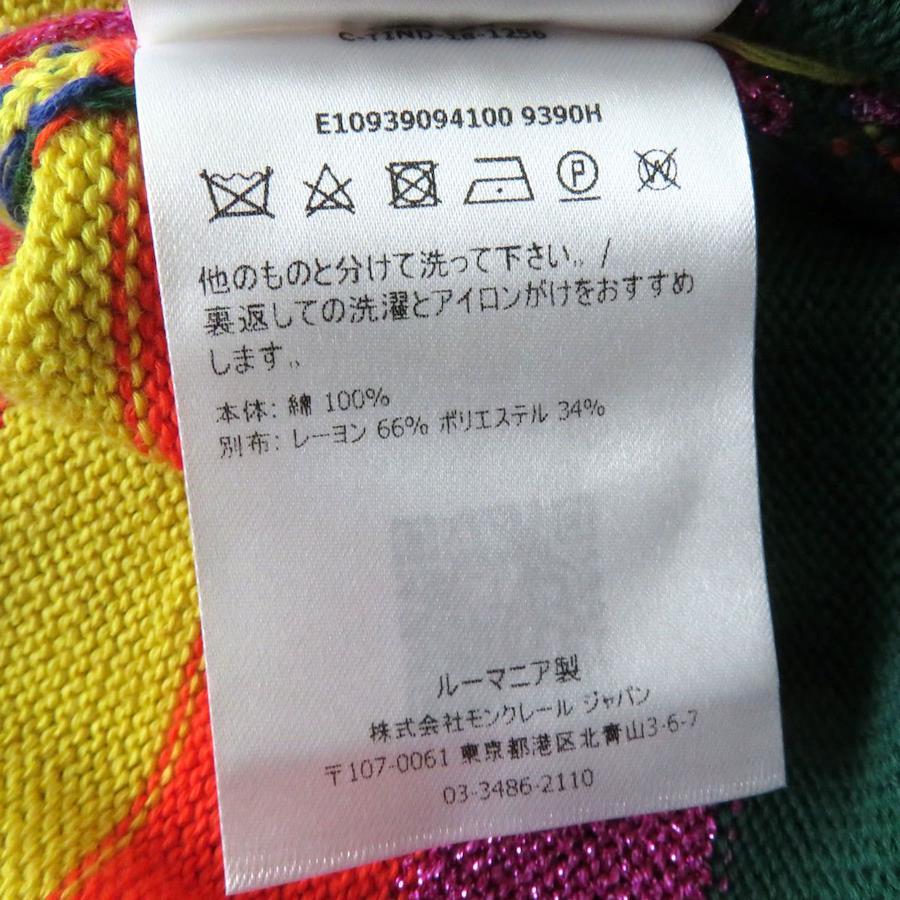 C-TIND-18-1256
E10939094100 9390H
P
W
他のものと分けて洗って下さい。/
裏返しての洗濯とアイロンがけをおすすめ
します。
本体: 綿 100%
別布: レーヨン 66% ポリエステル 34%
ルーマニア製
株式会社モンクレール ジャパン
〒107-0061 東京都港区北青山3-6-7
03-3486-2110